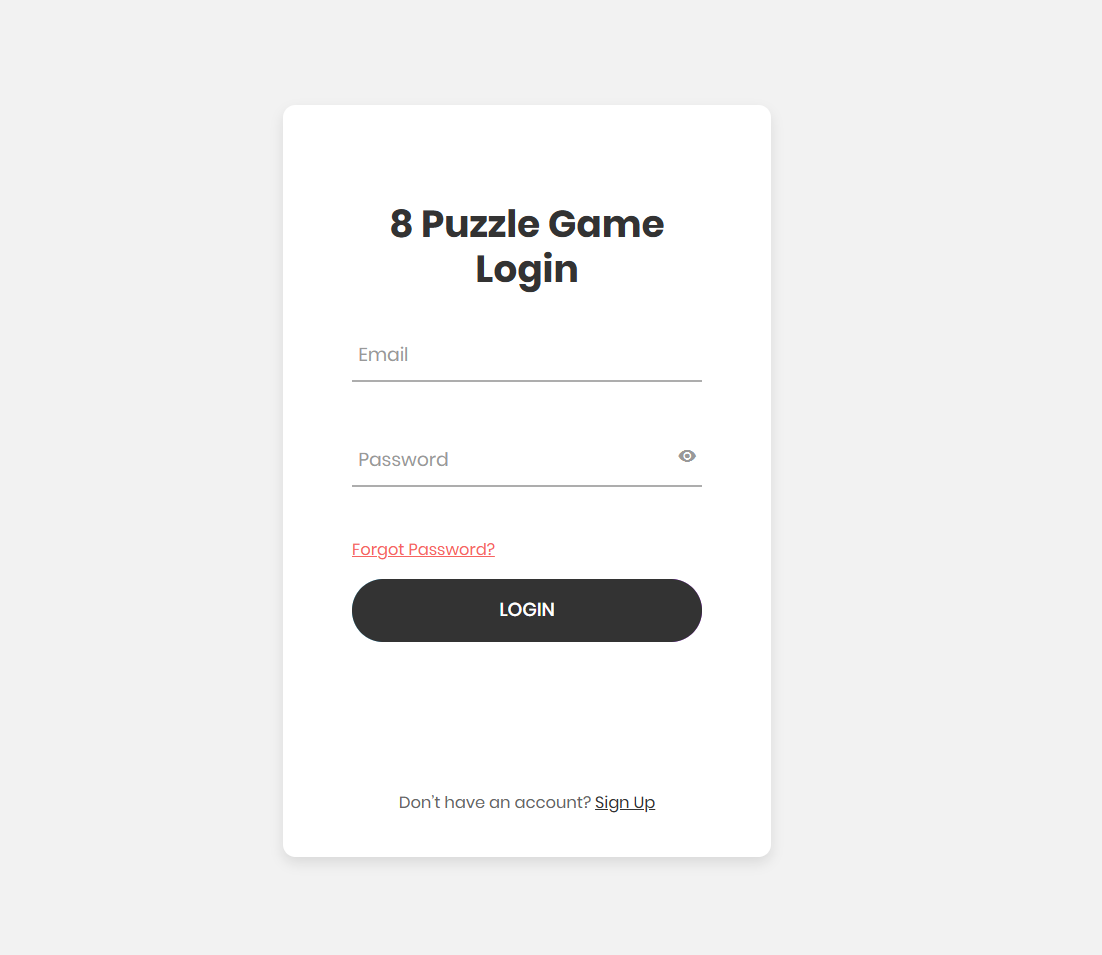 8 Puzzle Game
Login
Email
Password
Forgot Password?
LOGIN
Don't have an account? Sign Up